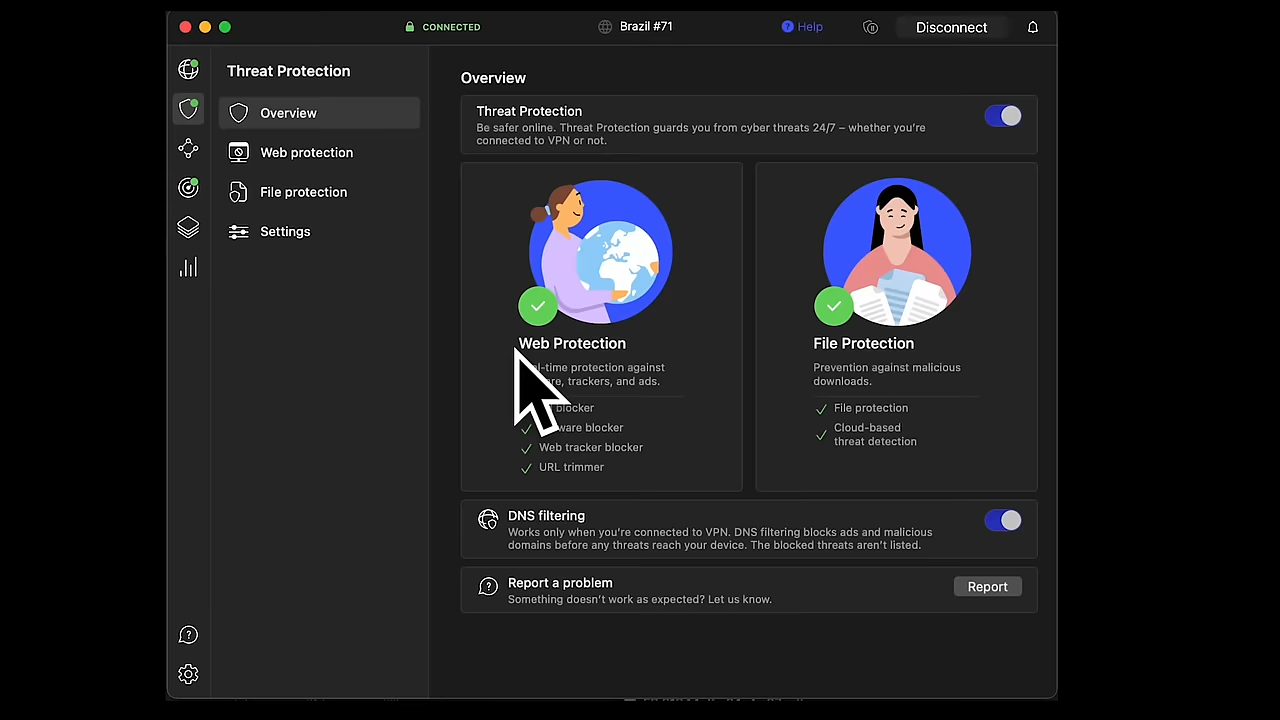 CONNECTED
Brazil #71
? Help
Disconnect
Threat Protection
Overview
Web protection
File protection
Settings
Overview
Threat Protection
Be safer online. Threat Protection guards you from cyber threats 24/7 – whether you're
connected to VPN or not.
Web Protection
-time protection against
trackers, and ads.
blocker
ware blocker
Web tracker blocker
URL trimmer
File Protection
Prevention against malicious
downloads.
File protection
Cloud-based
threat detection
DNS filtering
Works only when you're connected to VPN. DNS filtering blocks ads and malicious
domains before any threats reach your device. The blocked threats aren't listed.
Report a problem
Something doesn't work as expected? Let us know.
Report